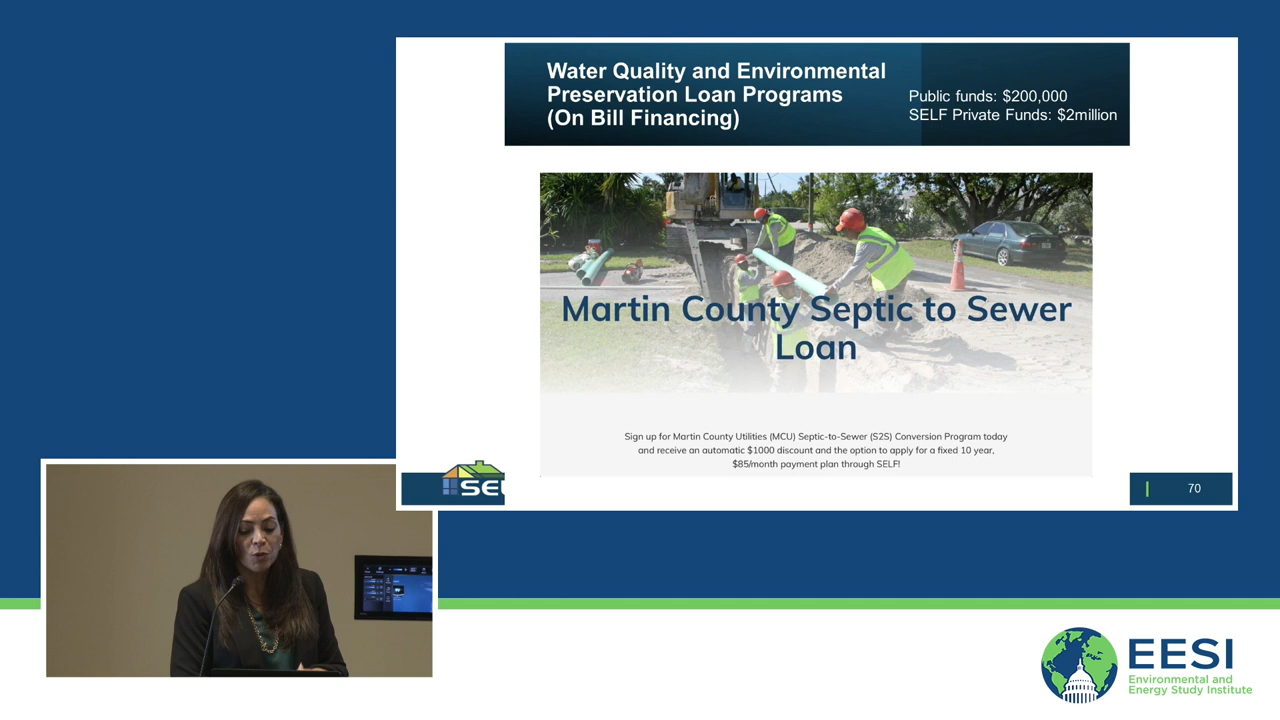 Water Quality and Environmental
Preservation Loan Programs
(On Bill Financing)
Public funds: $200,000
SELF Private Funds: $2million
Martin County Septic to Sewer
Loan
Sign up for Martin County Utilities (MCU) Septic-to-Sewer (S2S) Conversion Program today
and receive an automatic $1000 discount and the option to apply for a fixed 10 year,
$85/month payment plan through SELF!
70
EESI
Environmental and
Energy Study Institute